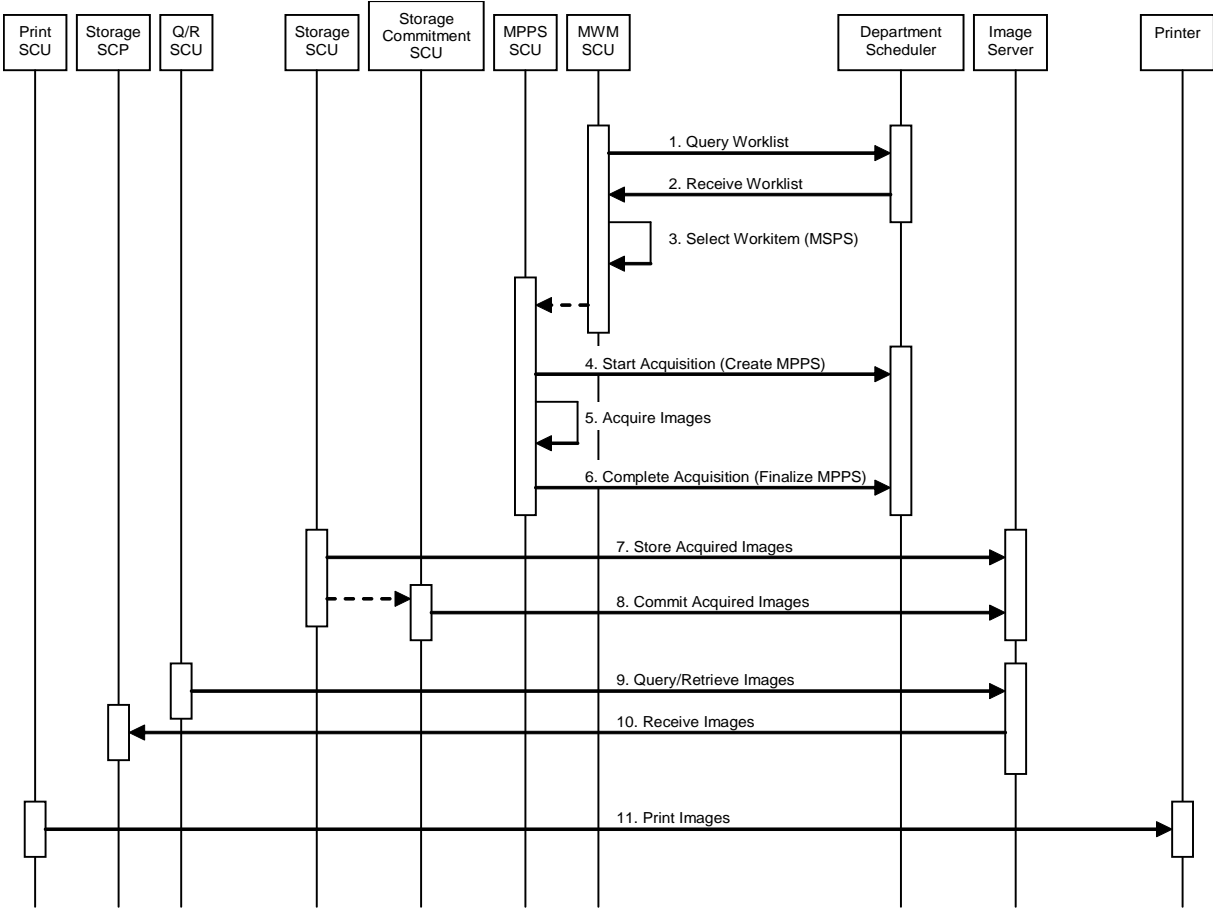 Print
SCU
Storage
SCP
Q/R
SCU
Storage
SCU
Storage
Commitment
SCU
MPPS
SCU
MWM
SCU
Department
Scheduler
Image
Server
Printer
1. Query Worklist
2. Receive Worklist
3. Select Workitem (MSPS)
4. Start Acquisition (Create MPPS)
5. Acquire Images
6. Complete Acquisition (Finalize MPPS)
7. Store Acquired Images
8. Commit Acquired Images
9. Query/Retrieve Images
10. Receive Images
11. Print Images